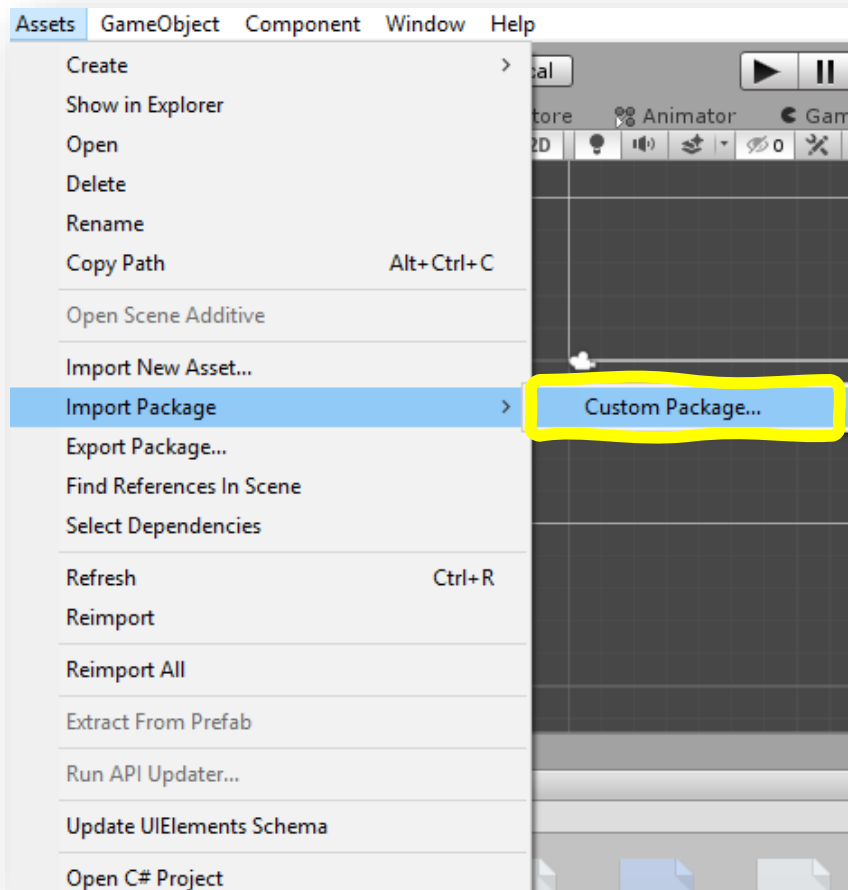 Assets GameObject Component Window Help
Create
Show in Explorer
Open
Delete
Rename
Copy Path Alt+Ctrl+C
Open Scene Additive
Import New Asset...
Import Package Custom Package...
Export Package...
Find References In Scene
Select Dependencies
Refresh Ctrl+R
Reimport
Reimport All
Extract From Prefab
Run API Updater...
Update UIElements Schema
Open C# Project
Animator
0